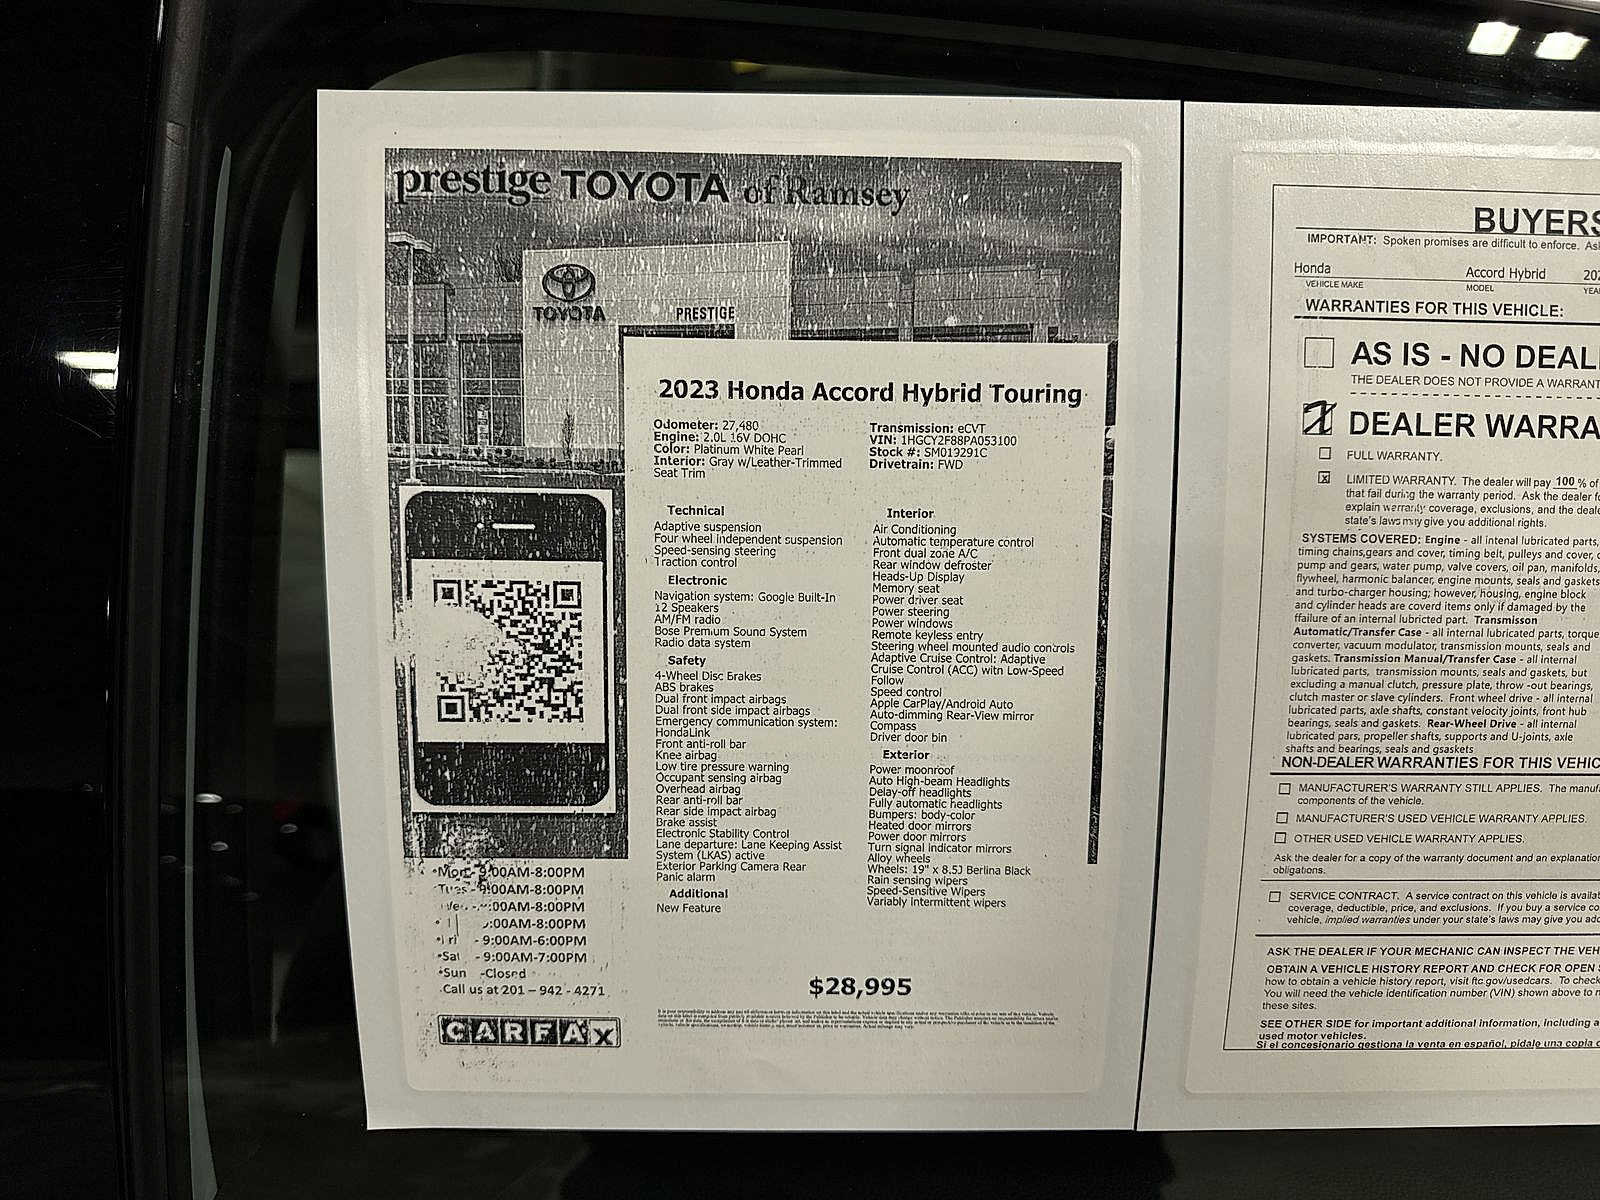 prestige TOYOTA of Ramsey
TOYOTA
PRESTIGE
2023 Honda Accord Hybrid Touring
Odometer: 27,480
Engine: 2.0L 16V DOHC
Color: Platinum White Pearl
Interior: Gray w/Leather-Trimmed
Seat Trim
Transmission: eCVT
VIN: 1HGCY2F88PA053100
Stock #: SM013291C
Drivetrain: FWD
Technical
Adaptive suspension
Four wheel independent suspension
Speed-sensing steering
Traction control
Electronic
Navigation system: Google Built-In
12 Speakers
AM/FM radio
Bose Premium Sound System
Radio data system
Safety
4-Wheel Disc Brakes
ABS brakes
Dual front impact airbags
Dual front side impact airbags
Emergency communication system:
HondaLink
Front anti-roll bar
Knee airbag
Low tire pressure warning
Occupant sensing airbag
Overhead airbag
Rear anti-roll bar
Rear side impact airbag
Brake assist
Electronic Stability Control
Lane departure: Lane Keeping Assist
System (LKAS) active
Exterior Parking Camera Rear
Panic alarm
Additional
New Feature
Interior
Air Conditioning
Automatic temperature control
Front dual zone A/C
Rear window defroster
Heads-Up Display
Memory seat
Power driver seat
Power steering
Power windows
Remote keyless entry
Steering wheel mounted audio controls
Adaptive Cruise Control: Adaptive
Cruise Control (ACC) with Low-Speed
Follow
Speed control
Apple CarPlay/Android Auto
Auto-dimming Rear-View mirror
Compass
Driver door bin
Exterior
Power moonroof
Auto High-beam Headlights
Delay-off headlights
Fully automatic headlights
Bumpers: body-color
Heated door mirrors
Power door mirrors
Turn signal indicator mirrors
Alloy wheels
Wheels: 19" x 8.5J Berlina Black
Rain sensing wipers
Speed-Sensitive Wipers
Variably intermittent wipers
$28,995
•Mon - 9:00AM-8:00PM
•Tues - 9:00AM-8:00PM
:00AM-8:00PM
:00AM-8:00PM
- 9:00AM-6:00PM
•Sat - 9:00AM-7:00PM
•Sun -Closed
Call us at 201 – 942 - 4271
CARFAX
BUYERS
IMPORTANT: Spoken promises are difficult to enforce.
Honda Accord Hybrid
VEHICLE MAKE MODEL
WARRANTIES FOR THIS VEHICLE:
AS IS - NO DEAL
THE DEALER DOES NOT PROVIDE A WARRANT
DEALER WARRA
FULL WARRANTY.
LIMITED WARRANTY. The dealer will pay 100 % of
that fail during the warranty period. Ask the dealer
explain warranty coverage, exclusions, and the deal
state's laws may give you additional rights.
SYSTEMS COVERED: Engine - all intenal lubricated parts,
timing chains,gears and cover, timing belt, pulleys and cover,
pump and gears, water pump, valve covers, oil pan, manifolds,
flywheel, harmonic balancer, engine mounts, seals and gaskets
and turbo-charger housing; however, housing, engine block
and cylinder heads are coverd items only if damaged by the
ffailure of an internal lubricted part. Transmisson
Automatic/Transfer Case - all internal lubricated parts, torque
converter, vacuum modulator, transmission mounts, seals and
gaskets. Transmission Manual/Transfer Case - all internal
lubricated parts, transmission mounts, seals and gaskets, but
excluding a manual clutch, pressure plate, throw -out bearings,
clutch master or slave cylinders. Front wheel drive - all internal
lubricated parts, axle shafts, constant velocity joints, front hub
bearings, seals and gaskets. Rear-Wheel Drive - all internal
lubricated pars, propeller shafts, supports and U-joints, axle
shafts and bearings, seals and gsaskets
NON-DEALER WARRANTIES FOR THIS VEHIC
MANUFACTURER'S WARRANTY STILL APPLIES. The manuf
components of the vehicle.
MANUFACTURER'S USED VEHICLE WARRANTY APPLIES.
OTHER USED VEHICLE WARRANTY APPLIES.
Ask the dealer for a copy of the warranty document and an explanation
obligations.
SERVICE CONTRACT. A service contract on this vehicle is availa
coverage, deductible, price, and exclusions. If you buy a service co
vehicle, implied warranties under your state's laws may give you add
ASK THE DEALER IF YOUR MECHANIC CAN INSPECT THE VEH
OBTAIN A VEHICLE HISTORY REPORT AND CHECK FOR OPEN
how to obtain a vehicle history report, visit ftc.gov/usedcars. To check
You will need the vehicle identification number (VIN) shown above to
these sites.
SEE OTHER SIDE for important additional information, including a
used motor vehicles.
Si el concesionario gestiona la venta en español, pídale una copia